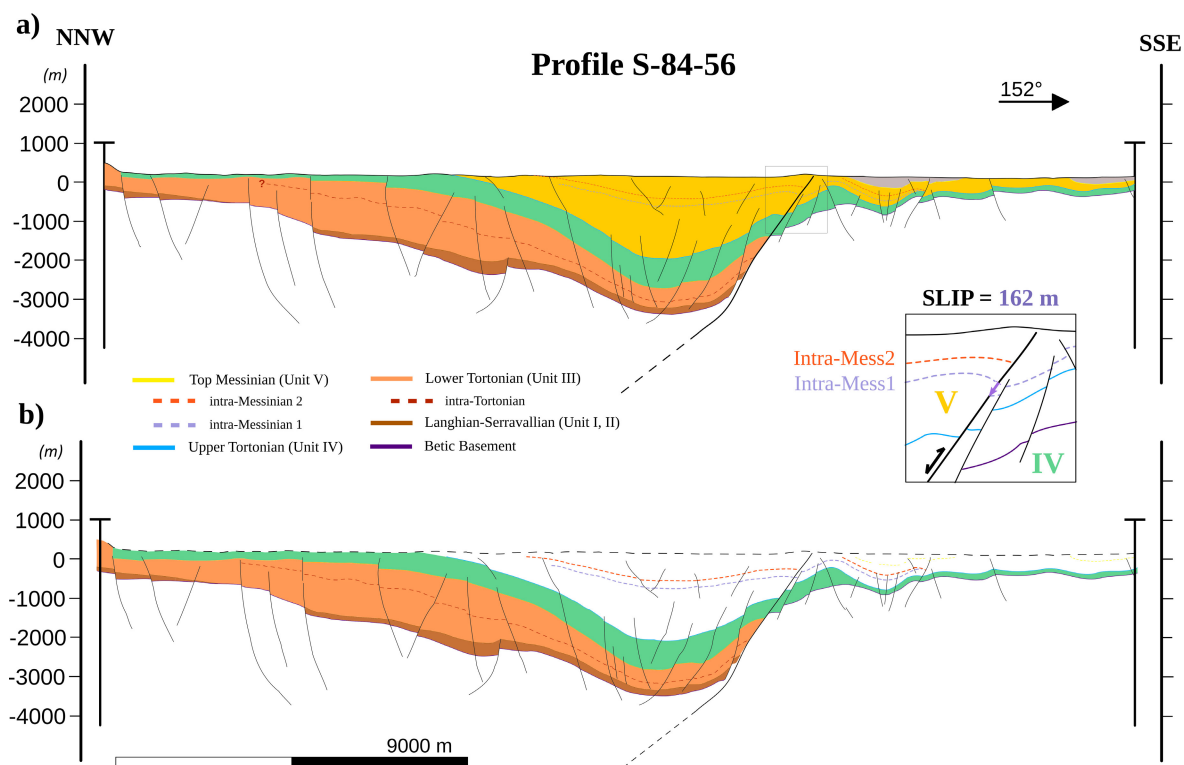 a)
NNW
SSE
Profile S-84-56
(m)
152°
2000
1000
0
-1000
-2000
-3000
-4000
?
SLIP = 162 m
Intra-Mess2
Intra-Mess1
V
IV
Top Messinian (Unit V)
intra-Messinian 2
intra-Messinian 1
Upper Tortonian (Unit IV)
Lower Tortonian (Unit III)
intra-Tortonian
Langhian-Serravallian (Unit I, II)
Betic Basement
b)
(m)
2000
1000
0
-1000
-2000
-3000
-4000
9000 m